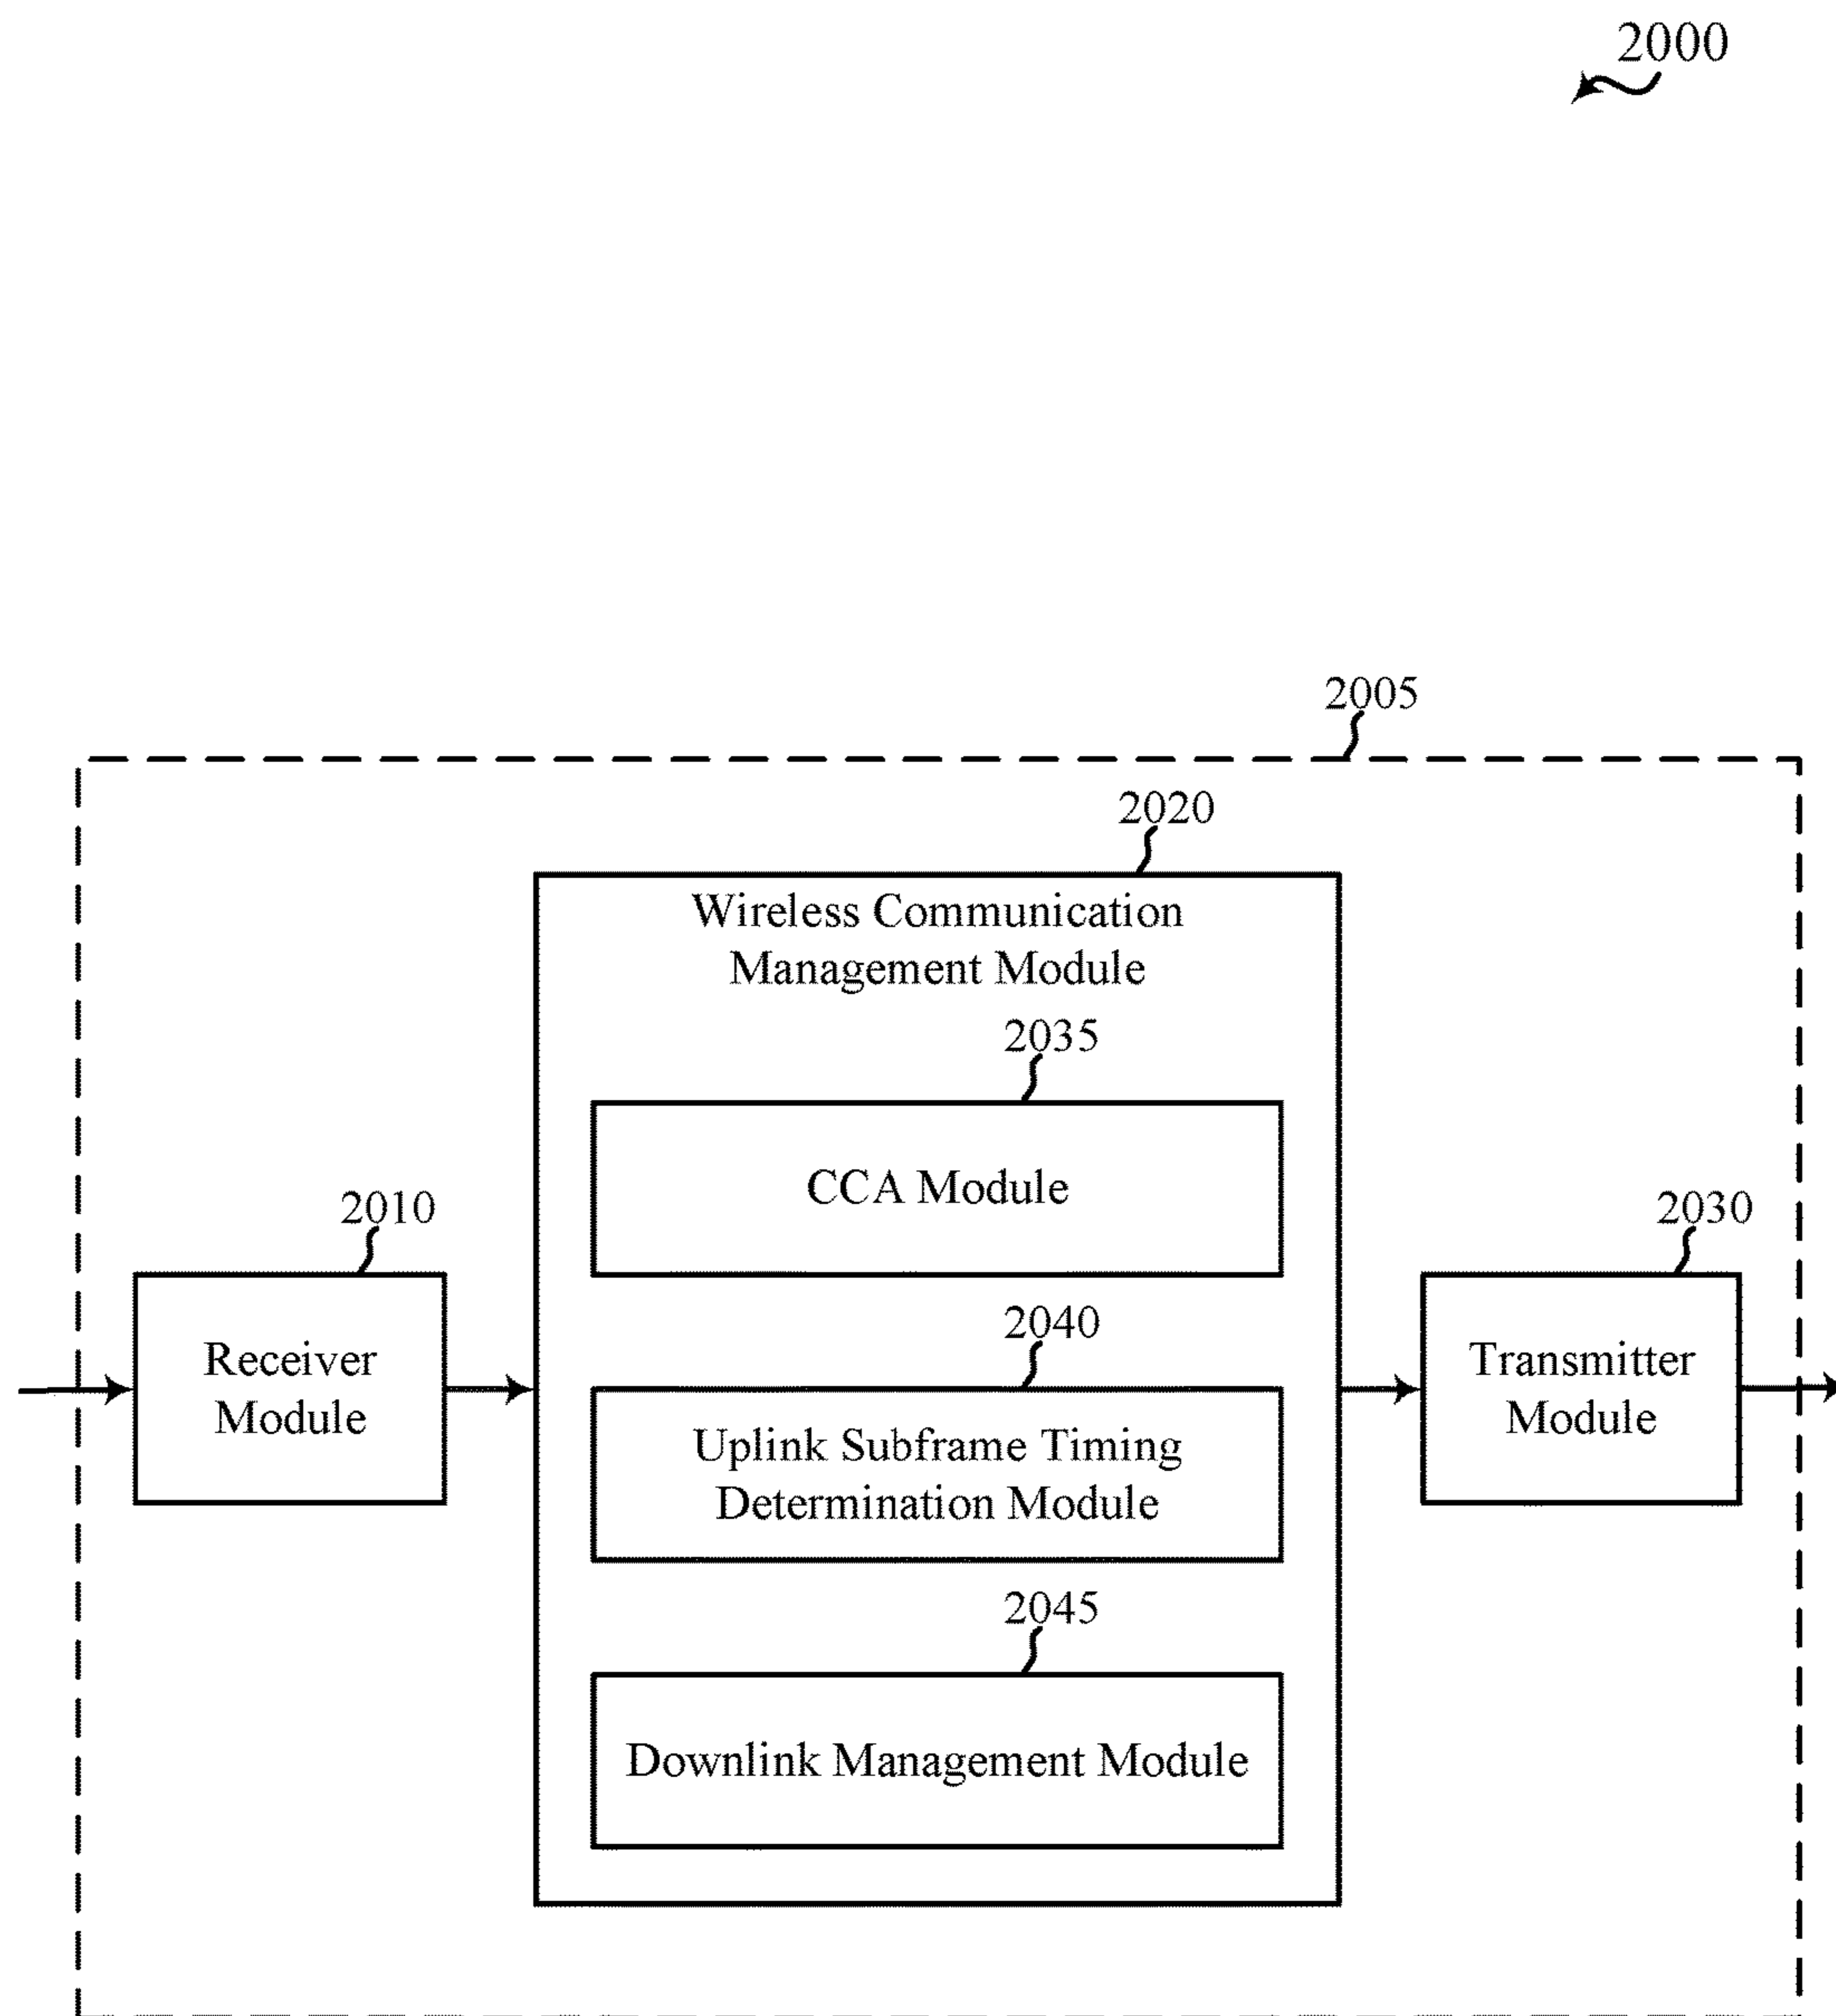 2000
2005
2020
Wireless Communication
Management Module
2035
CCA Module
2010
Receiver
Module
2040
Uplink Subframe Timing
Determination Module
2030
Transmitter
Module
2045
Downlink Management Module